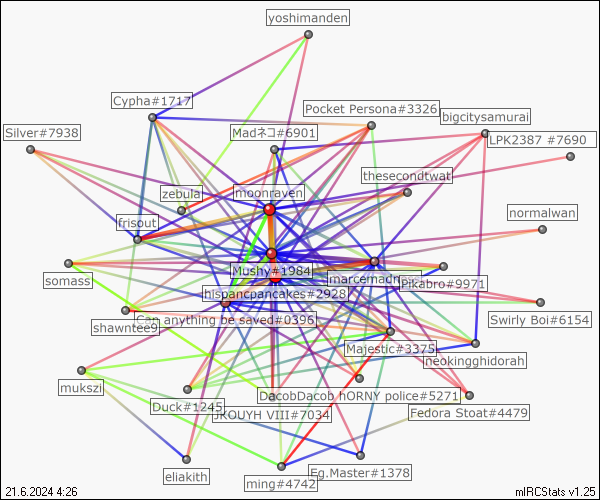 yoshimanden
Cypha#1717
Pocket Persona#3326
bigcitysamurai
Silver#7938
Madネコ#6901
LPK2387 #7690
thesecondtwat
zebula
moonraven
frisout
normalwan
Mushy#1984
somass
Pikabro#9971
hispancpancakes#2928
shawntee9
Can anything be saved#0396
Swirly Boi#6154
Majestic#3375
neokingghidorah
mukszi
DacobDacob hORNY police#5271
Duck#1245
JKOUYH VIII#7034
Fedora Stoat#4479
eliakith
Eg.Master#1378
ming#4742
21.6.2024 4:26
mIRCStats v1.25